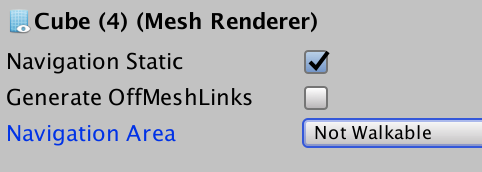 Cube (4) (Mesh Renderer)
Navigation Static
Generate OffMeshLinks
Navigation Area Not Walkable